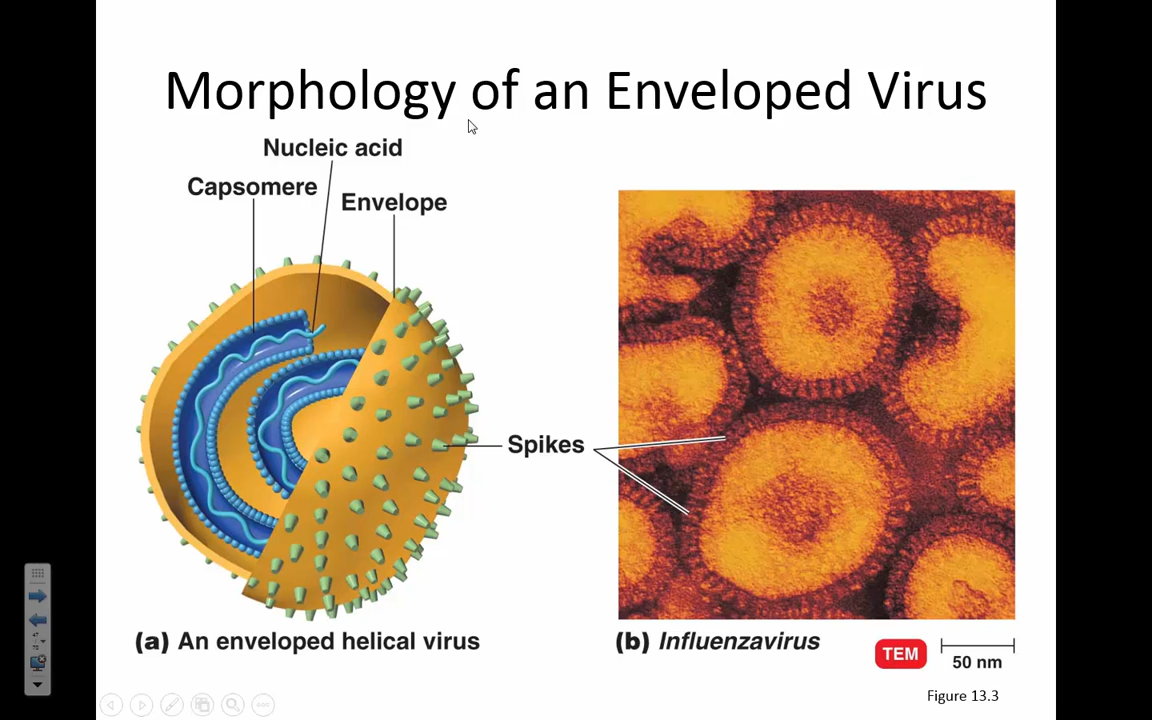 Morphology of an Enveloped Virus
Nucleic acid
Capsomere
Envelope
Spikes
(a) An enveloped helical virus
(b) Influenzavirus
TEM
50 nm
Figure 13.3